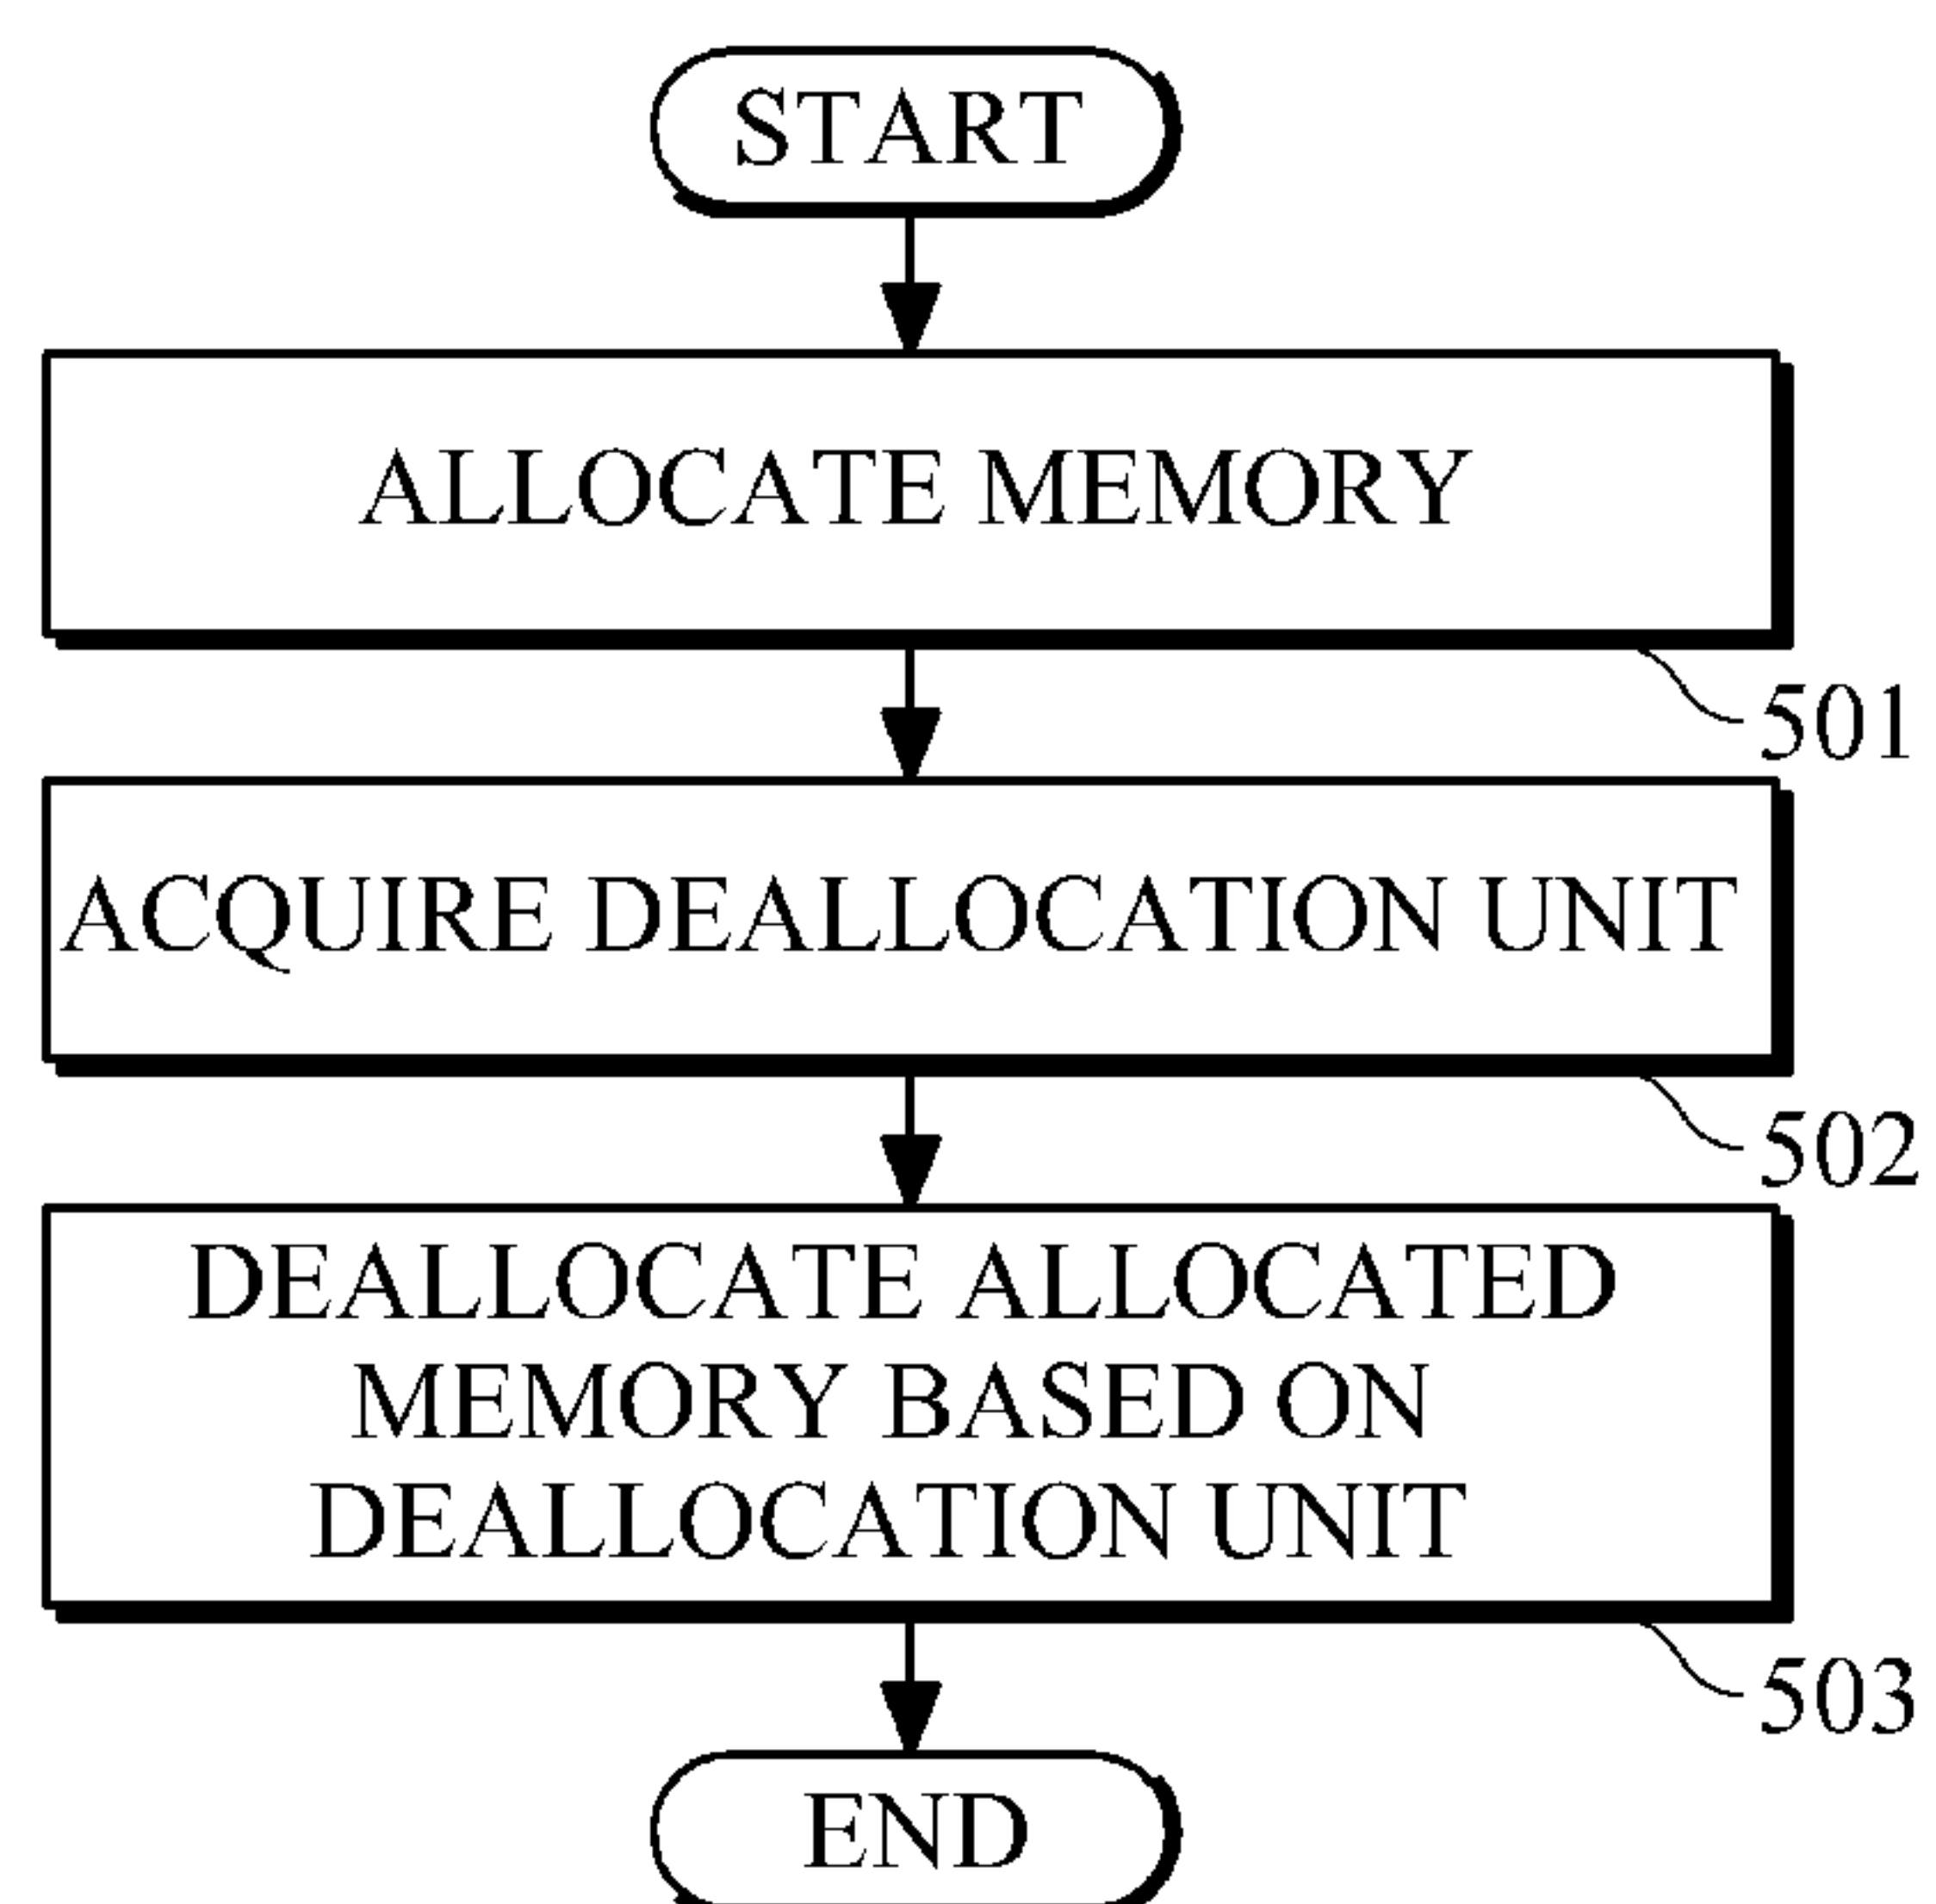 START
ALLOCATE MEMORY
501
ACQUIRE DEALLOCATION UNIT
502
DEALLOCATE ALLOCATED
MEMORY BASED ON
DEALLOCATION UNIT
503
END